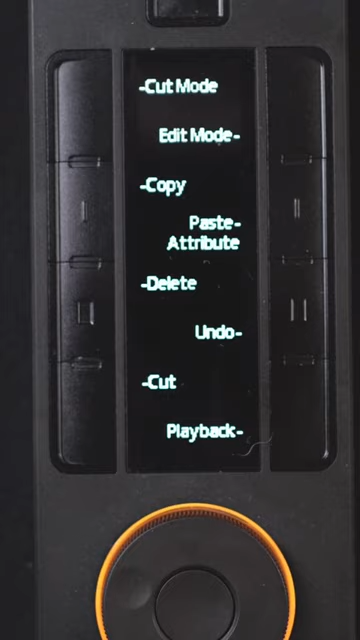 -Cut Mode
Edit Mode-
-Copy
Paste-
Attribute
-Delete
Undo-
-Cut
Playback-